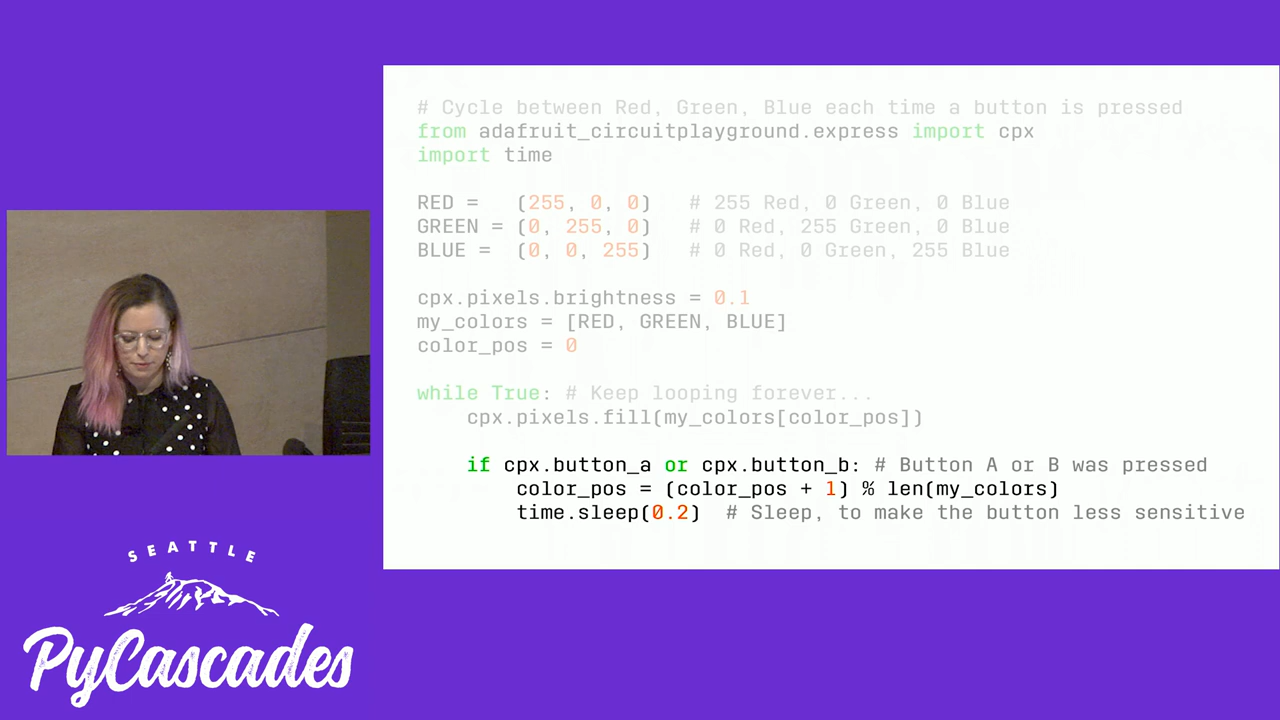 # Cycle between Red, Green, Blue each time a button is pressed
from adafruit_circuitplayground.express import cpx
import time
RED =   (255, 0, 0)   # 255 Red, 0 Green, 0 Blue
GREEN = (0, 255, 0)   # 0 Red, 255 Green, 0 Blue
BLUE =  (0, 0, 255)   # 0 Red, 0 Green, 255 Blue
cpx.pixels.brightness = 0.1
my_colors = [RED, GREEN, BLUE]
color_pos = 0
while True: # Keep looping forever...
    cpx.pixels.fill(my_colors[color_pos])
    if cpx.button_a or cpx.button_b: # Button A or B was pressed
        color_pos = (color_pos + 1) % len(my_colors)
        time.sleep(0.2)  # Sleep, to make the button less sensitive
SEATTLE
PyCascades